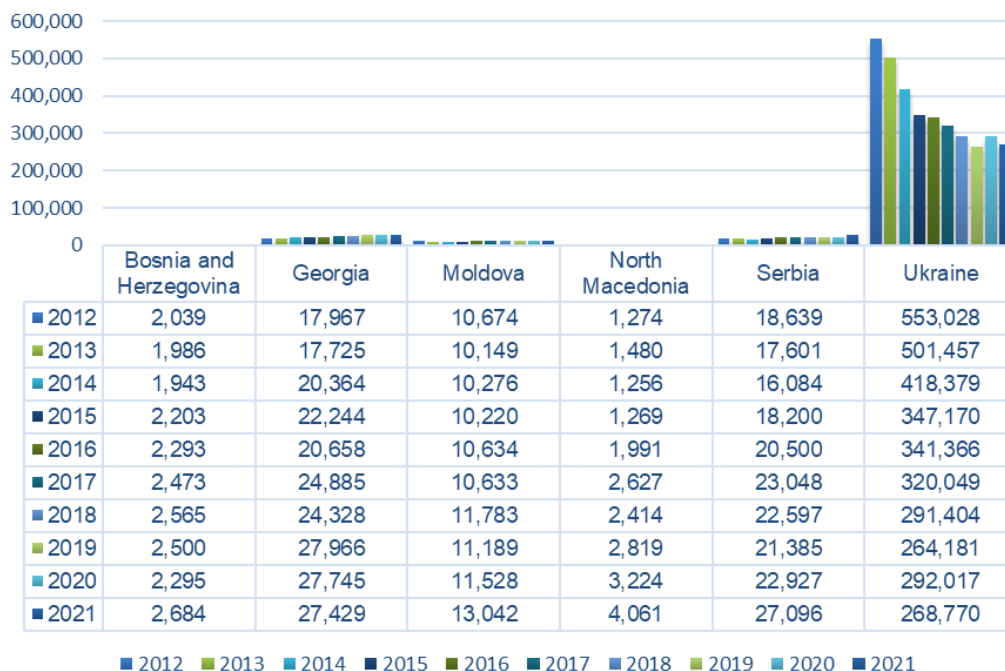 600,000
500,000
400,000
300,000
200,000
100,000
0
Bosnia and Herzegovina Georgia Moldova North Macedonia Serbia Ukraine
2012 2,039 17,967 10,674 1,274 18,639 553,028
2013 1,986 17,725 10,149 1,480 17,601 501,457
2014 1,943 20,364 10,276 1,256 16,084 418,379
2015 2,203 22,244 10,220 1,269 18,200 347,170
2016 2,293 20,658 10,634 1,991 20,500 341,366
2017 2,473 24,885 10,633 2,627 23,048 320,049
2018 2,565 24,328 11,783 2,414 22,597 291,404
2019 2,500 27,966 11,189 2,819 21,385 264,181
2020 2,295 27,745 11,528 3,224 22,927 292,017
2021 2,684 27,429 13,042 4,061 27,096 268,770
2012 2013 2014 2015 2016 2017 2018 2019 2020 2021